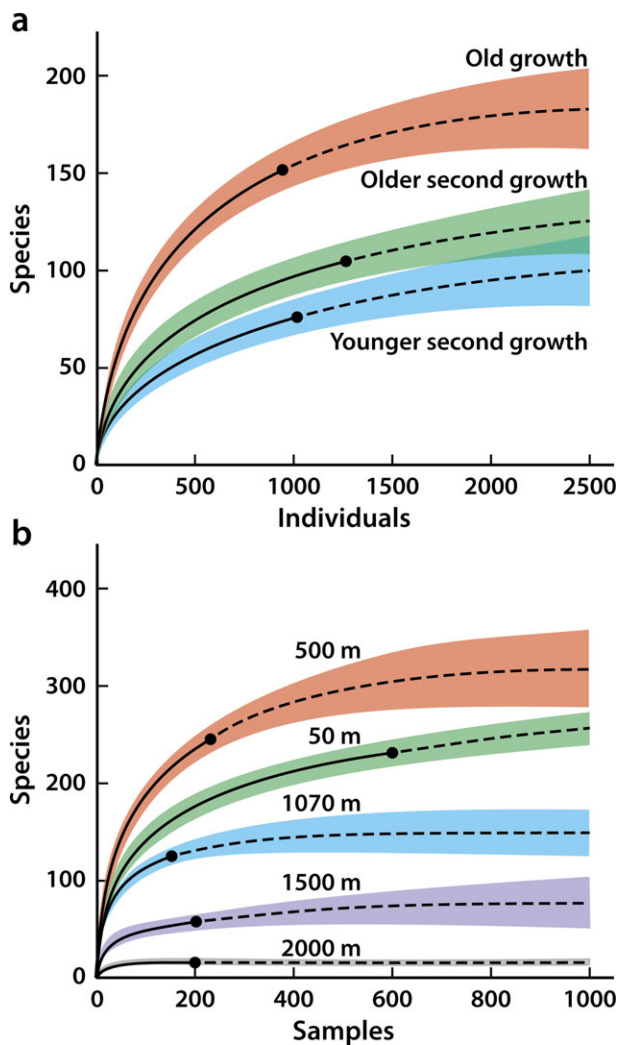 a
200
150
100
50
0
Species
Old growth
Older second growth
Younger second growth
0 500 1000 1500 2000 2500
Individuals
b
400
300
200
100
0
Species
500 m
50 m
1070 m
1500 m
2000 m
0 200 400 600 800 1000
Samples